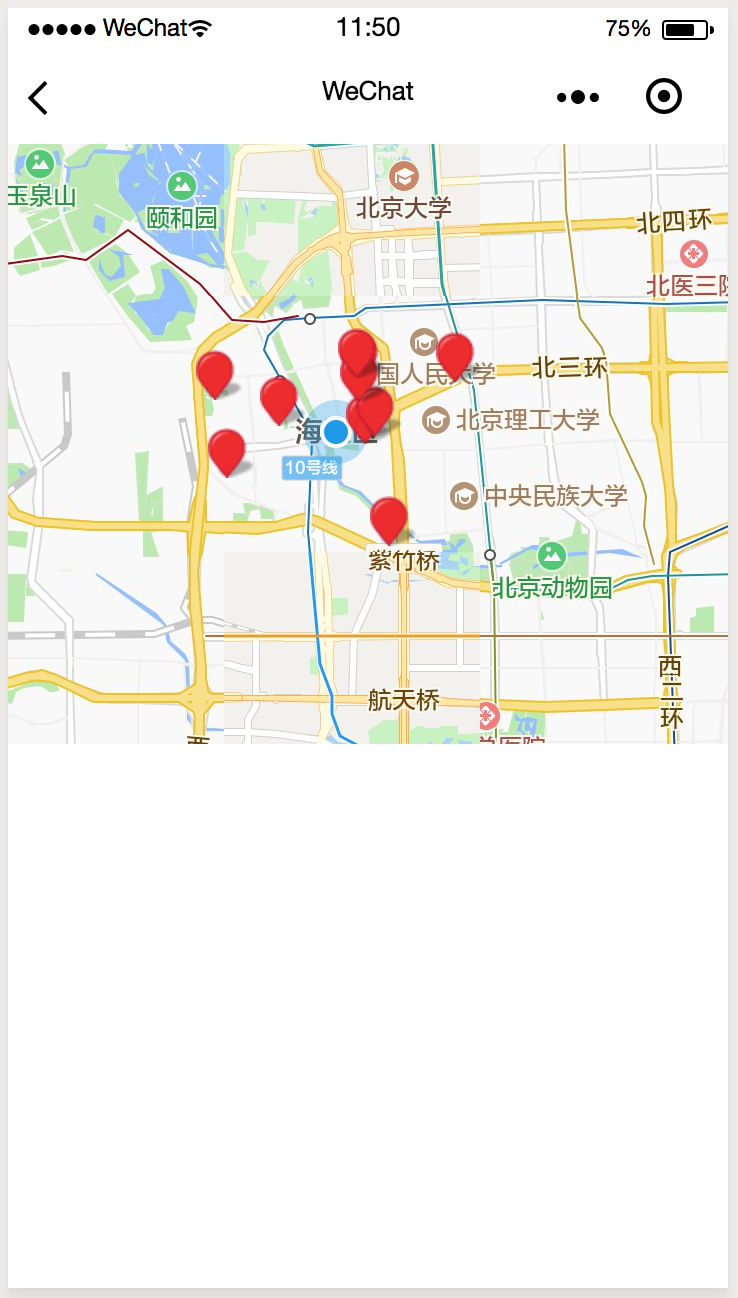 ●●●●● WeChat 11:50 75%
WeChat
玉泉山
颐和园
北京大学
北四环
北医三院
国人民大学
北三环
北京理工大学
海 区
10号线
中央民族大学
紫竹桥
北京动物园
西二环
航天桥
总医院
西